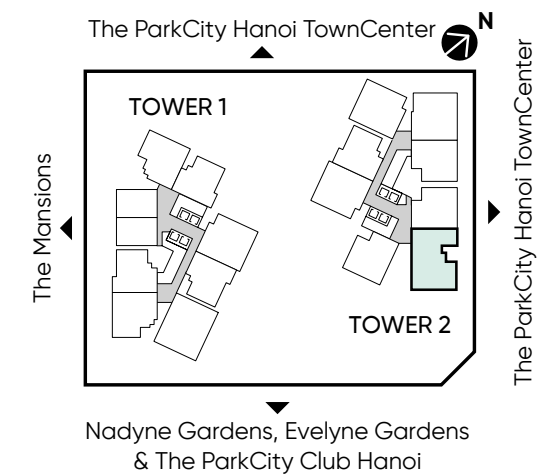 The ParkCity Hanoi TownCenter
N
TOWER 1
The Mansions
The ParkCity Hanoi TownCenter
TOWER 2
Nadyne Gardens, Evelyne Gardens
& The ParkCity Club Hanoi